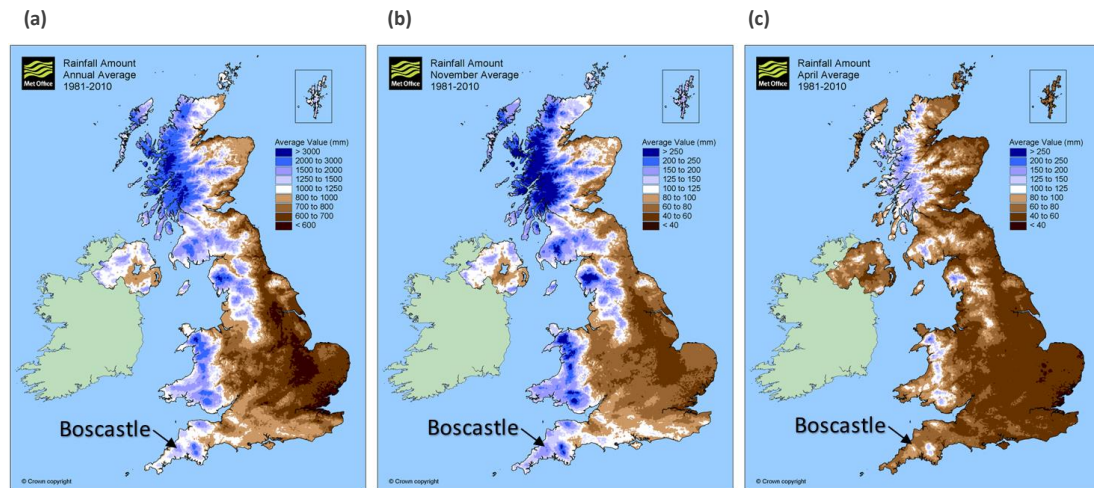 (a)
Met Office
Rainfall Amount
Annual Average
1981-2010
Average Value (mm)
> 3000
2000 to 3000
1500 to 2000
1250 to 1500
1000 to 1250
800 to 1000
700 to 800
600 to 700
< 600
Boscastle
© Crown copyright
(b)
Met Office
Rainfall Amount
November Average
1981-2010
Average Value (mm)
> 250
200 to 250
150 to 200
125 to 150
100 to 125
80 to 100
60 to 80
40 to 60
< 40
Boscastle
© Crown copyright
(c)
Met Office
Rainfall Amount
April Average
1981-2010
Average Value (mm)
> 250
200 to 250
150 to 200
125 to 150
100 to 125
80 to 100
60 to 80
40 to 60
< 40
Boscastle
© Crown copyright